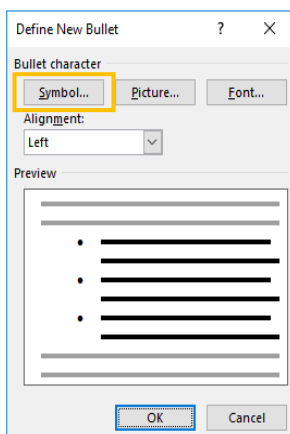 Define New Bullet ? ×
Bullet character
Symbol... Picture... Font...
Alignment:
Left
Preview
OK Cancel